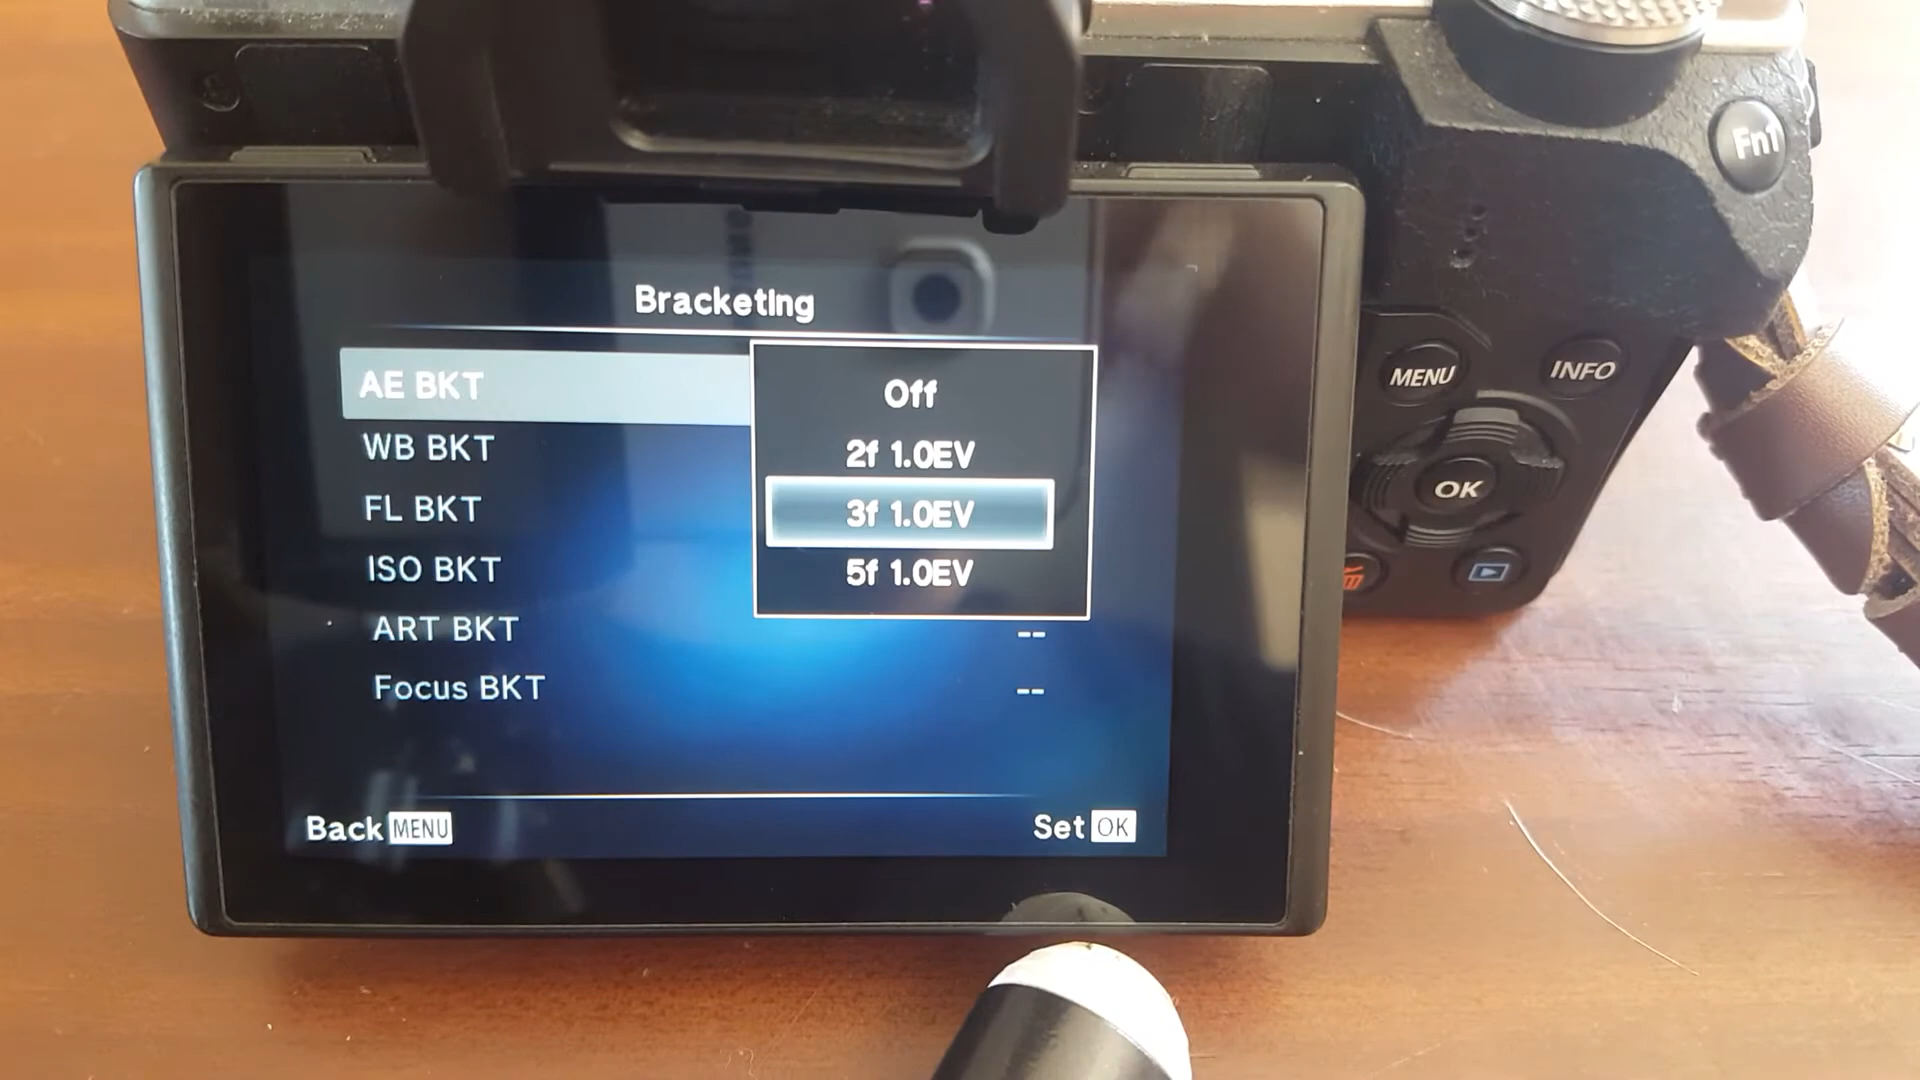 Fn1
Bracketing
AE BKT
Off
WB BKT
2f 1.0EV
FL BKT
3f 1.0EV
ISO BKT
5f 1.0EV
ART BKT --
Focus BKT --
Back MENU
Set OK
MENU
INFO
OK